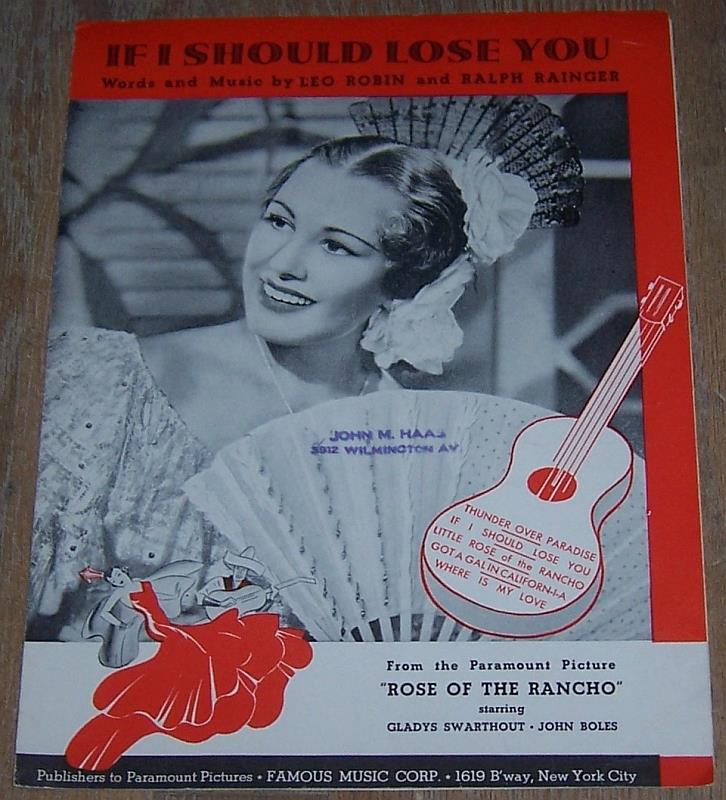 IF I SHOULD LOSE YOU
Words and Music by LEO ROBIN and RALPH RAINGER
JOHN M. HAAS
5912 WILMINGTON AV
THUNDER OVER PARADISE
IF I SHOULD LOSE YOU
LITTLE ROSE of the RANCHO
GOT A GAL IN CALIFORN-I-A
WHERE IS MY LOVE
From the Paramount Picture
"ROSE OF THE RANCHO"
starring
GLADYS SWARTHOUT • JOHN BOLES
Publishers to Paramount Pictures • FAMOUS MUSIC CORP. • 1619 B'way, New York City